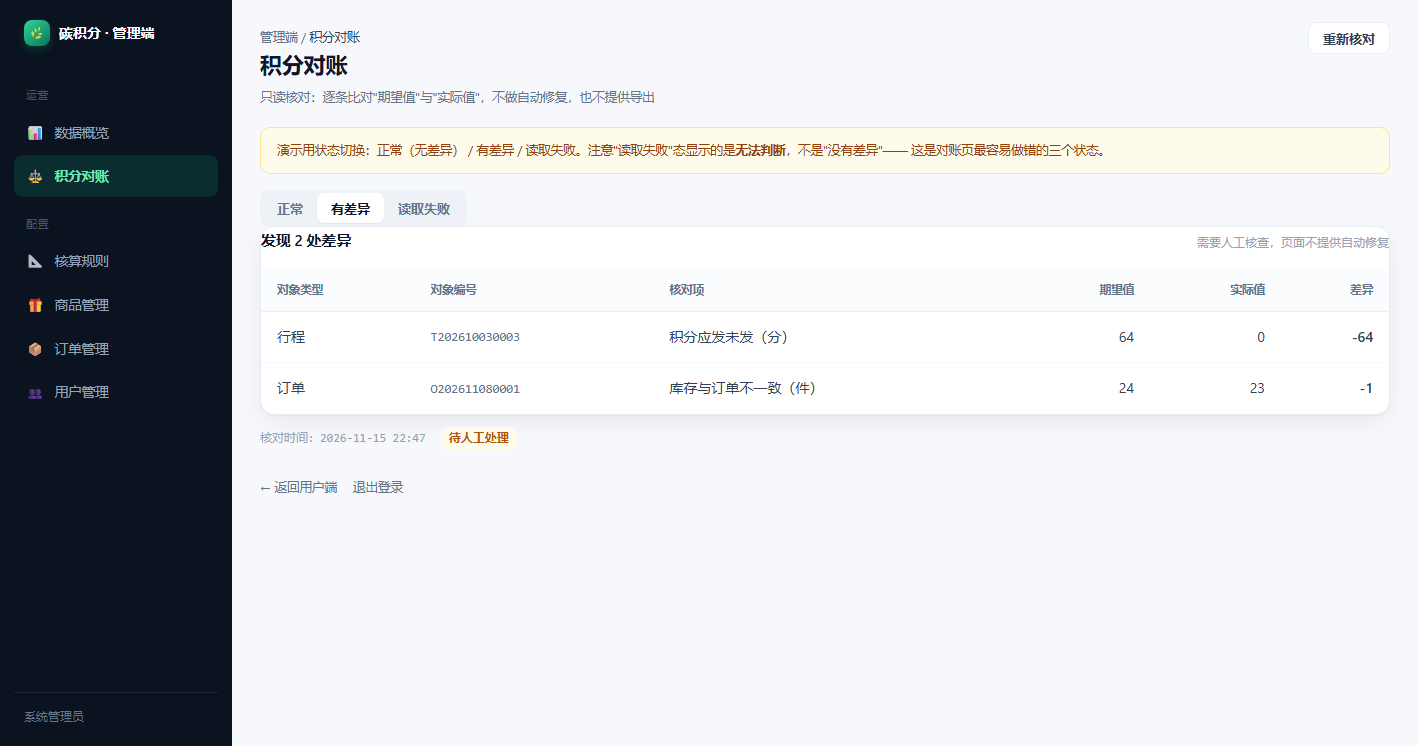 碳积分 · 管理端
运营
数据概览
积分对账
配置
核算规则
商品管理
订单管理
用户管理
系统管理员
管理端 / 积分对账
重新核对
积分对账
只读核对：逐条比对"期望值"与"实际值"，不做自动修复，也不提供导出
演示用状态切换：正常（无差异） / 有差异 / 读取失败。注意"读取失败"态显示的是无法判断，不是"没有差异"—— 这是对账页最容易做错的三个状态。
正常 有差异 读取失败
发现 2 处差异 需要人工核查，页面不提供自动修复
对象类型 对象编号 核对项 期望值 实际值 差异
行程 T202610030003 积分应发未发（分） 64 0 -64
订单 O202611080001 库存与订单不一致（件） 24 23 -1
核对时间：2026-11-15 22:47 待人工处理
← 返回用户端 退出登录